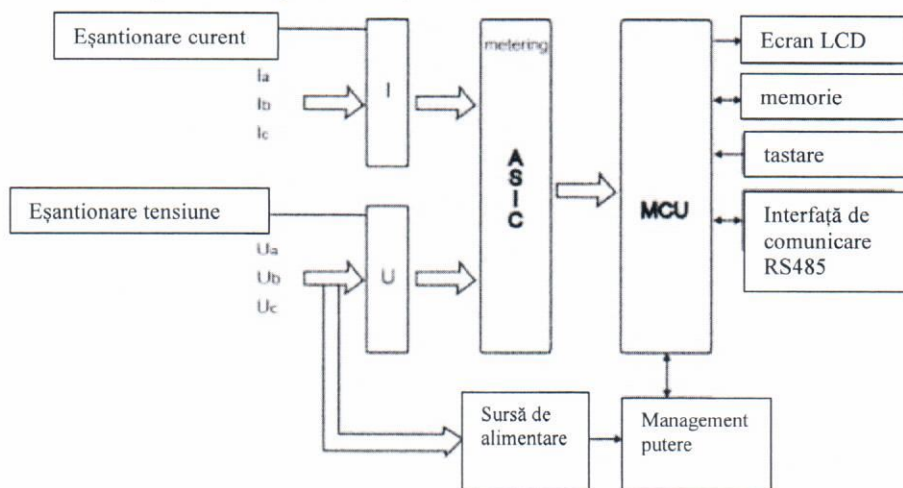 Eșantionare curent
Ia
Ib
Ic
I
metering
ASIC
MCU
Ecran LCD
memorie
tastare
Interfață de
comunicare
RS485
Eșantionare tensiune
Ua
Ub
Uc
U
Sursă de
alimentare
Management
putere